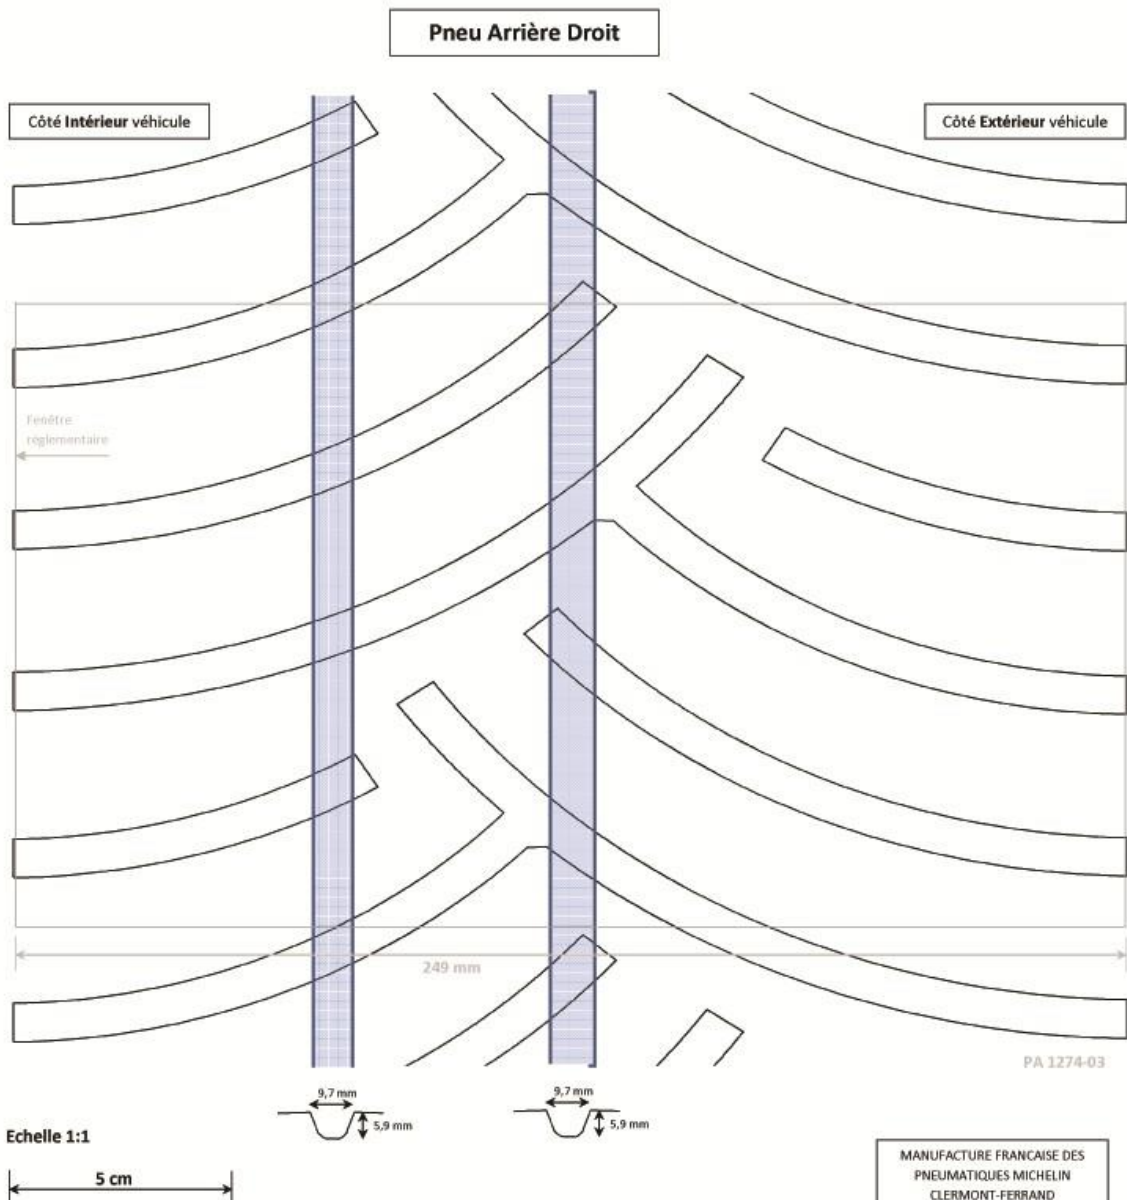 Pneu Arrière Droit
Côté Intérieur véhicule
Côté Extérieur véhicule
Fenêtre
réglementaire
249 mm
PA 1274-03
9,7 mm
9,7 mm
5,9 mm
5,9 mm
Echelle 1:1
5 cm
MANUFACTURE FRANCAISE DES
PNEUMATIQUES MICHELIN
CLERMONT-FERRAND